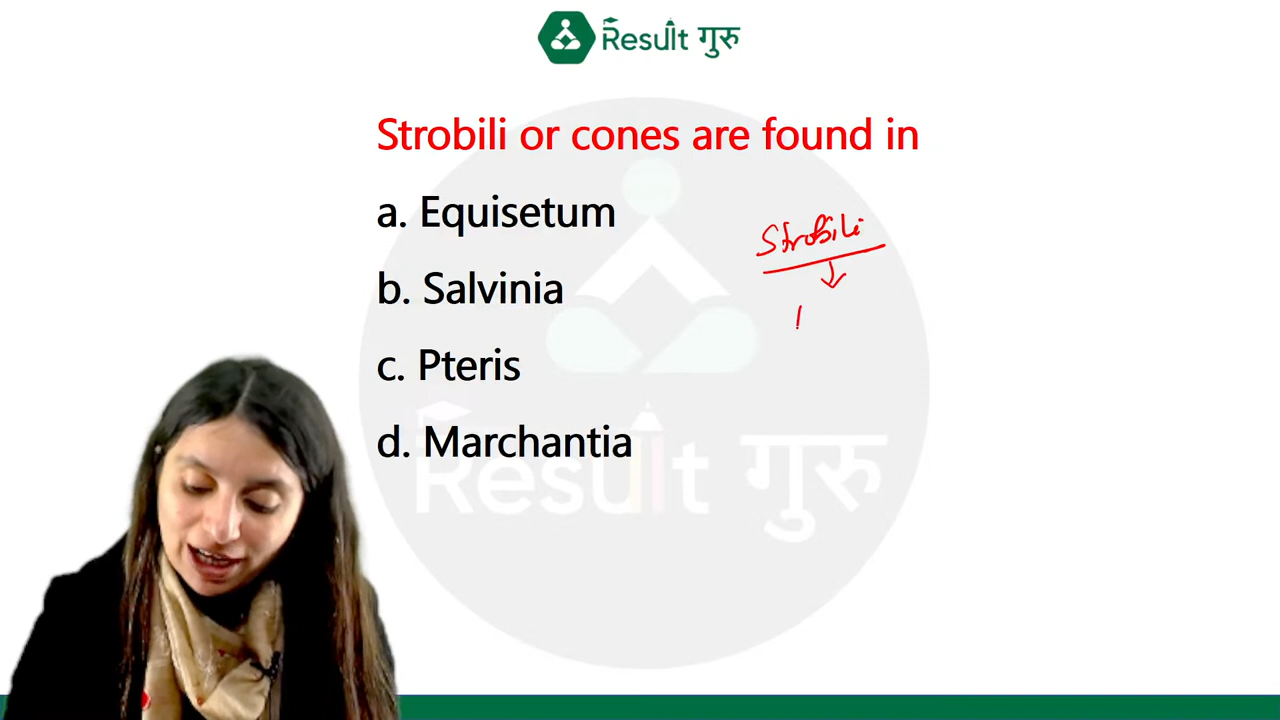 Result गुरु
Strobili or cones are found in
a. Equisetum
Strobili
b. Salvinia
c. Pteris
d. Marchantia
Result गुरु